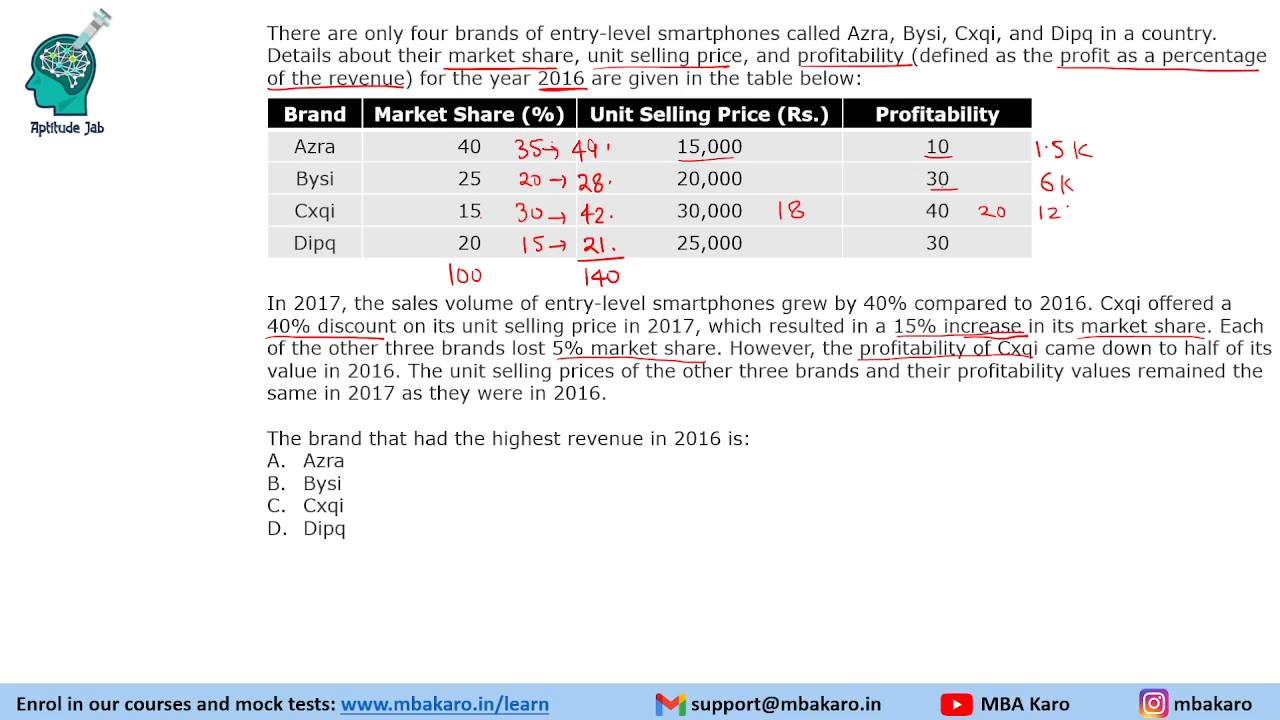 There are only four brands of entry-level smartphones called Azra, Bysi, Cxqi, and Dipq in a country.
Details about their market share, unit selling price, and profitability (defined as the profit as a percentage
of the revenue) for the year 2016 are given in the table below:
Aptitude Jab
Brand Market Share (%) Unit Selling Price (Rs.) Profitability
Azra 40 35 → 49 15,000 10 1.5 K
Bysi 25 20 → 28 20,000 30 6 K
Cxqi 15 30 → 42 30,000 18 40 20 12
Dipq 20 15 → 21 25,000 30
100 140
In 2017, the sales volume of entry-level smartphones grew by 40% compared to 2016. Cxqi offered a
40% discount on its unit selling price in 2017, which resulted in a 15% increase in its market share. Each
of the other three brands lost 5% market share. However, the profitability of Cxqi came down to half of its
value in 2016. The unit selling prices of the other three brands and their profitability values remained the
same in 2017 as they were in 2016.
The brand that had the highest revenue in 2016 is:
A. Azra
B. Bysi
C. Cxqi
D. Dipq
Enrol in our courses and mock tests: www.mbakaro.in/learn support@mbakaro.in MBA Karo mbakaro